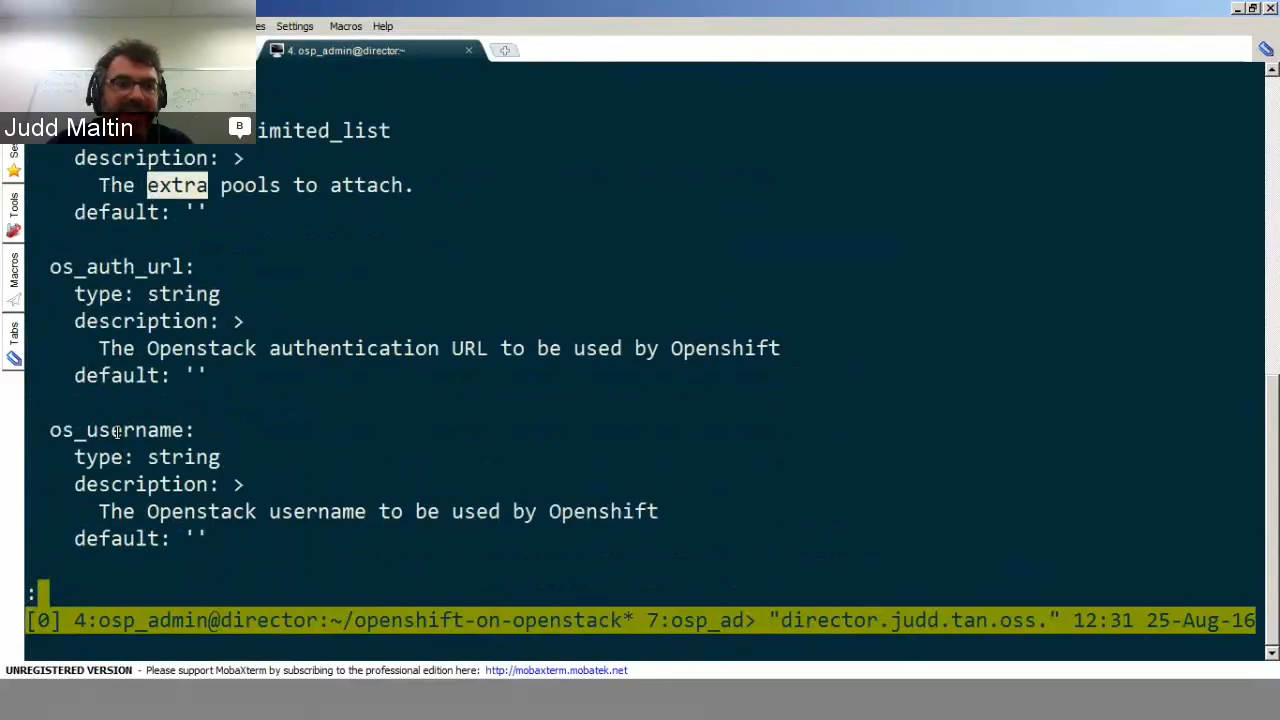 es Settings Macros Help
4. osp_admin@director:~
Judd Maltin
B
imited_list
description: >
The extra pools to attach.
default: ''
os_auth_url:
type: string
description: >
The Openstack authentication URL to be used by Openshift
default: ''
os_username:
type: string
description: >
The Openstack username to be used by Openshift
default: ''
:
[0] 4:osp_admin@director:~/openshift-on-openstack* 7:osp_ad> "director.judd.tan.oss." 12:31 25-Aug-16
Se
Tools
Macros
Tabs
UNREGISTERED VERSION - Please support MobaXterm by subscribing to the professional edition here: http://mobaxterm.mobatek.net